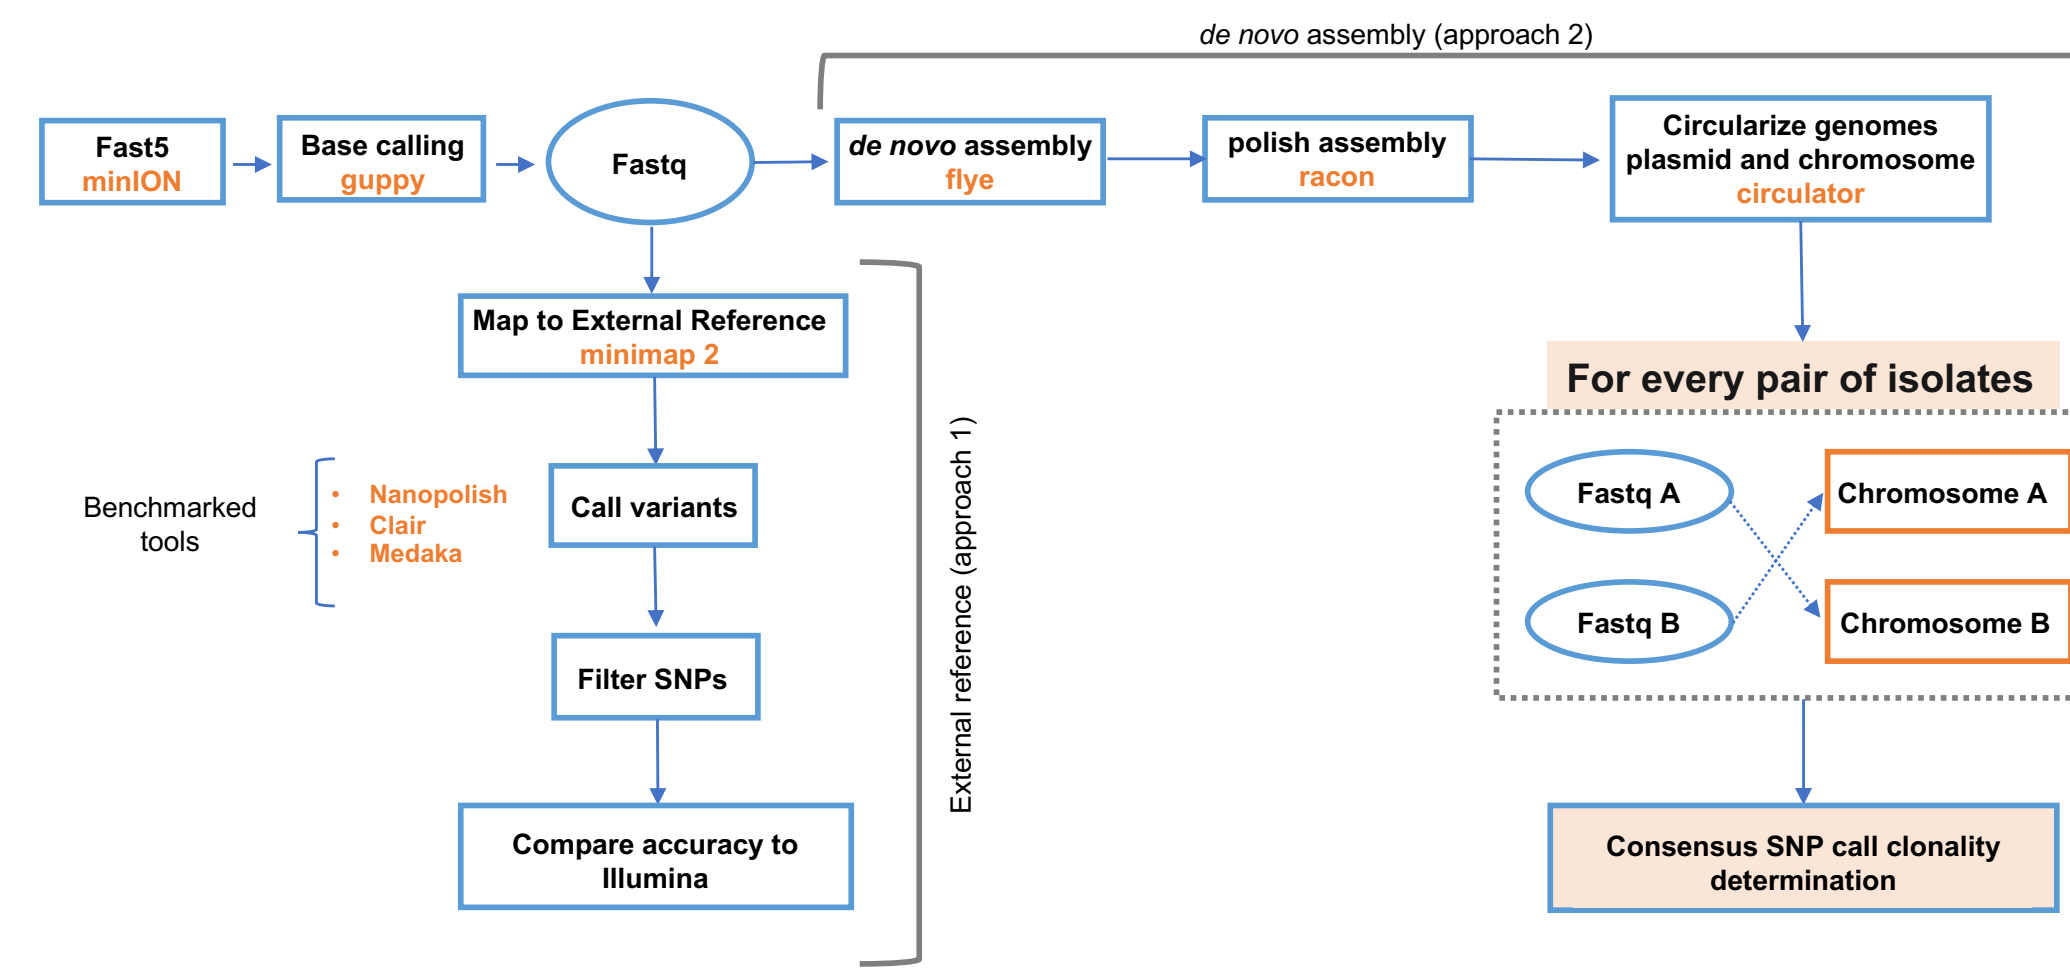 de novo assembly (approach 2)
Fast5
minION
Base calling
guppy
Fastq
de novo assembly
flye
polish assembly
racon
Circularize genomes
plasmid and chromosome
circulator
Map to External Reference
minimap 2
Call variants
Benchmarked
tools
• Nanopolish
• Clair
• Medaka
Filter SNPs
Compare accuracy to
Illumina
External reference (approach 1)
For every pair of isolates
Fastq A
Chromosome A
Fastq B
Chromosome B
Consensus SNP call clonality
determination